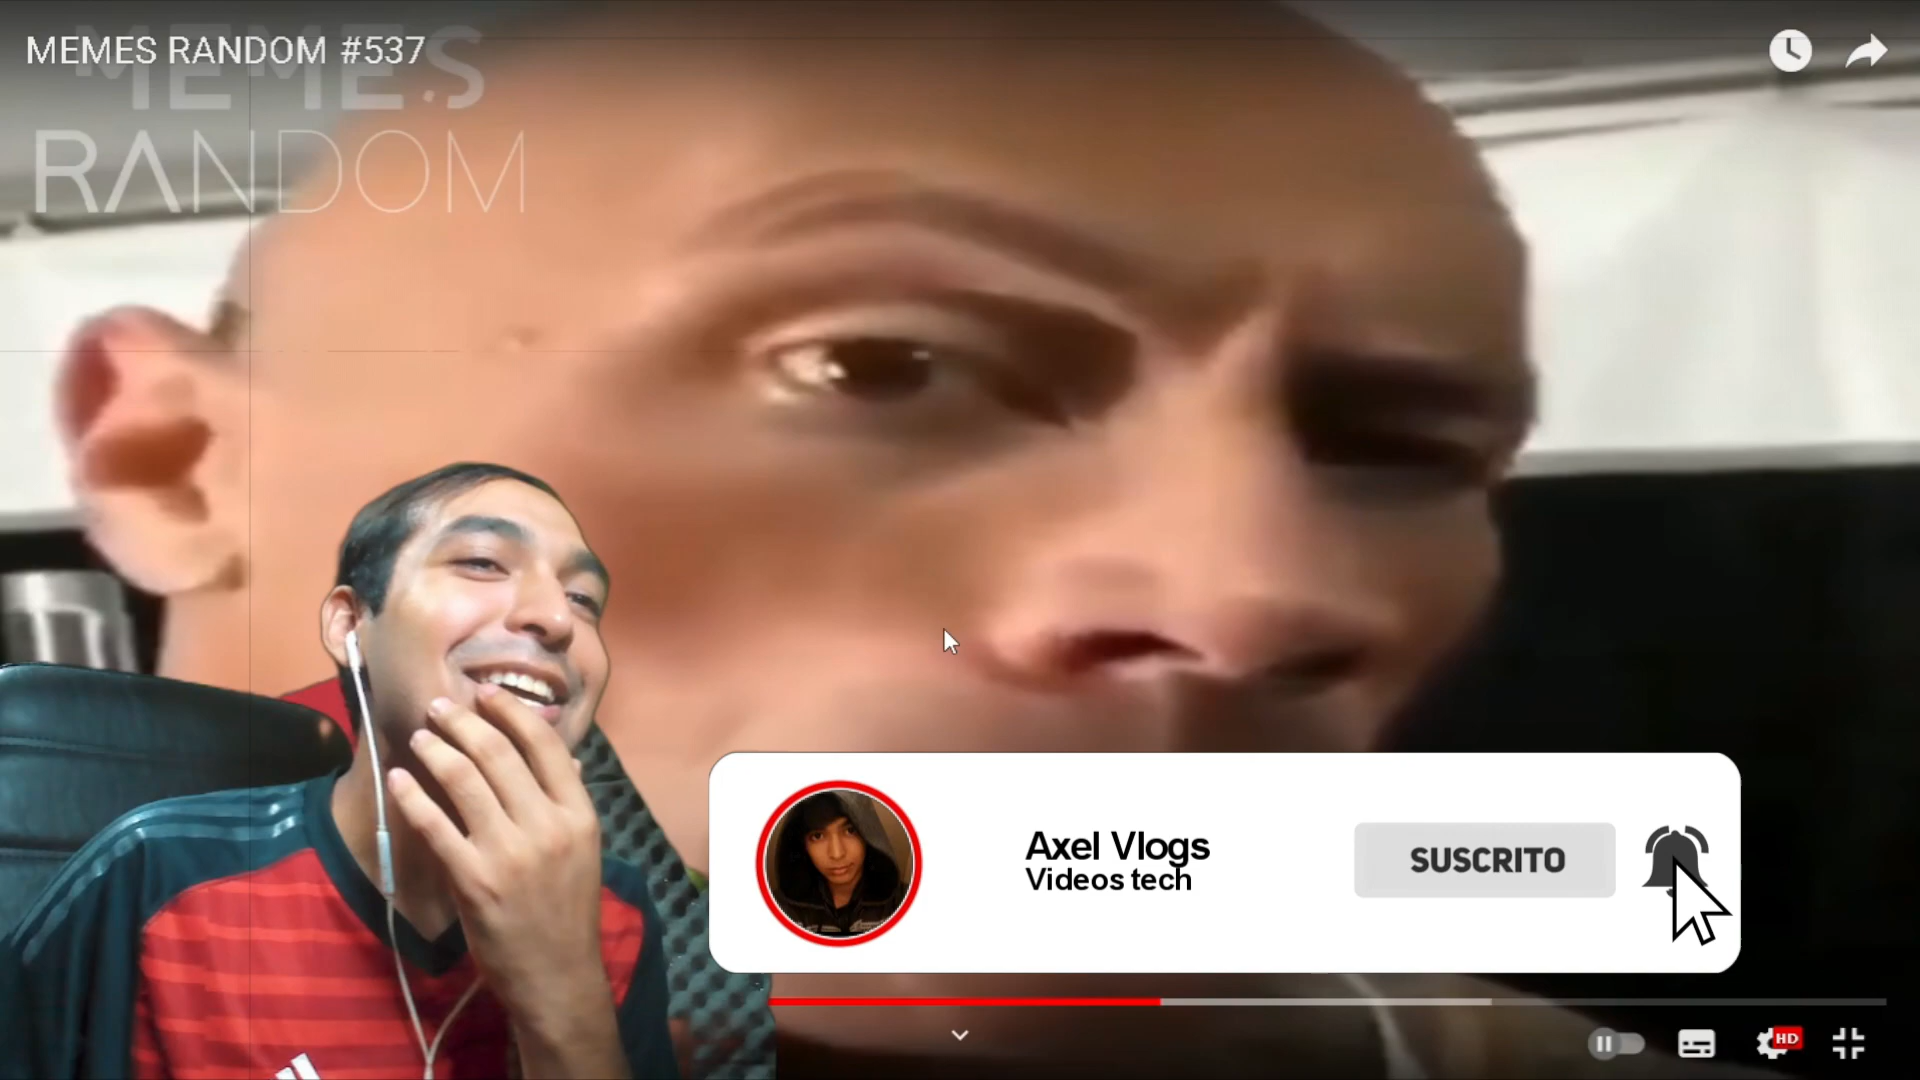 MEMES RANDOM #537
MEMES
RANDOM
Axel Vlogs
Videos tech
SUSCRITO
HD